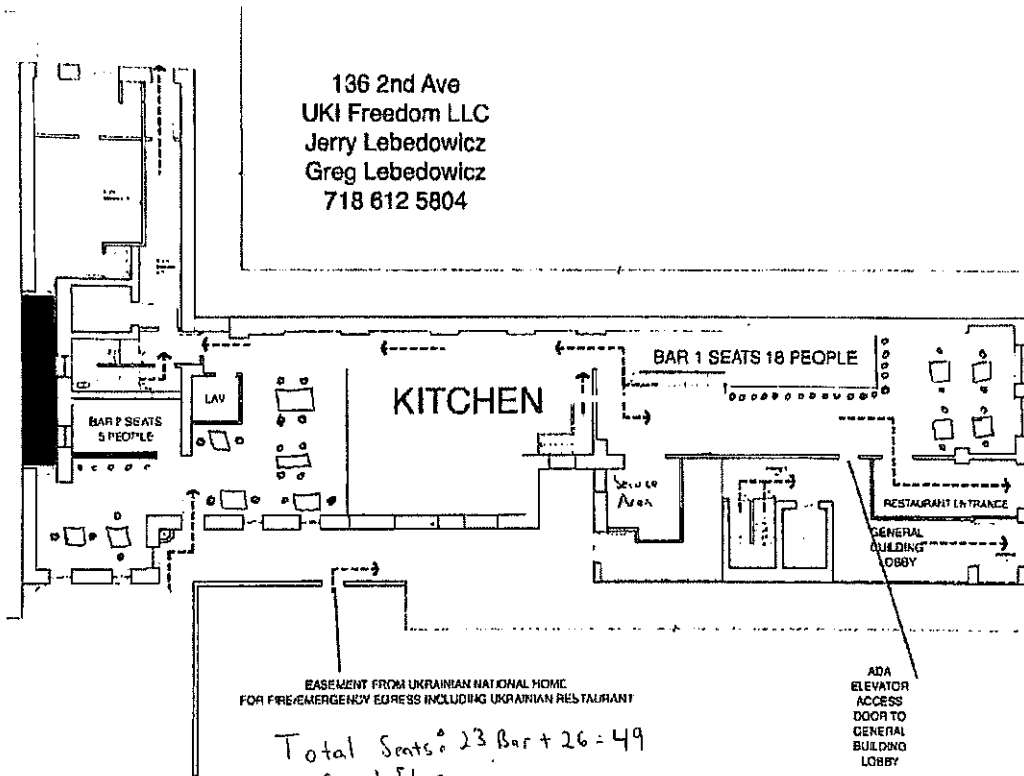 136 2nd Ave
UKI Freedom LLC
Jerry Lebedowicz
Greg Lebedowicz
718 612 5804
BAR 1 SEATS 18 PEOPLE
KITCHEN
LAV
BAR 2 SEATS
5 PEOPLE
Service
Area
RESTAURANT ENTRANCE
GENERAL
BUILDING
LOBBY
EASEMENT FROM UKRAINIAN NATIONAL HOME
FOR FIRE/EMERGENCY EGRESS INCLUDING UKRAINIAN RESTAURANT
ADA
ELEVATOR
ACCESS
DOOR TO
GENERAL
BUILDING
LOBBY
Total Seats: 23 Bar + 26 = 49